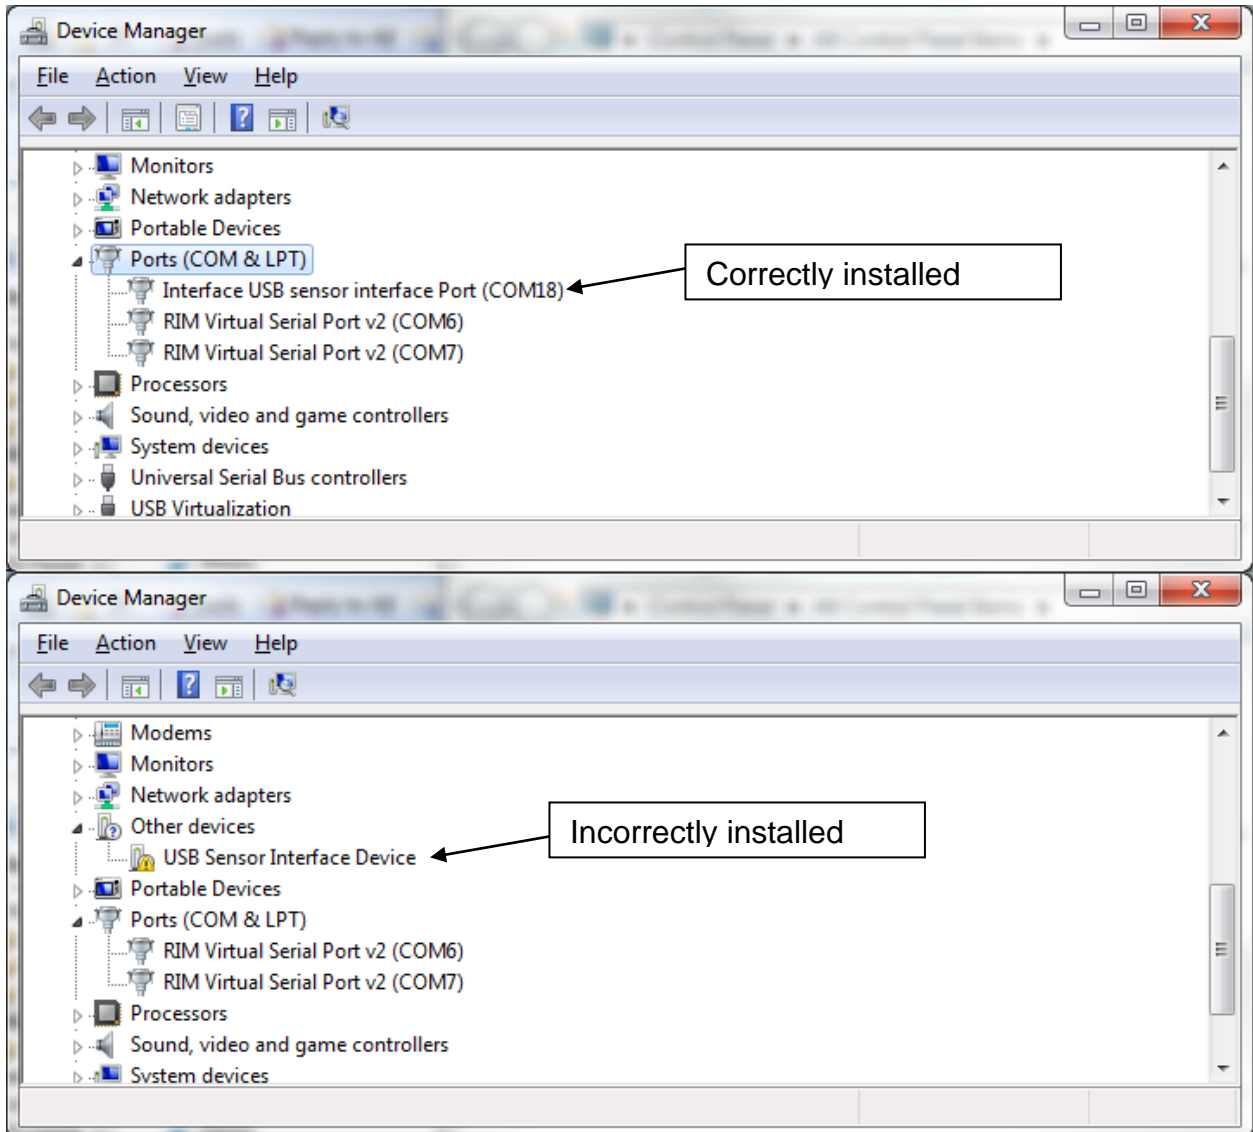 Device Manager
File Action View Help
Monitors
Network adapters
Portable Devices
Ports (COM & LPT)
Correctly installed
Interface USB sensor interface Port (COM18)
RIM Virtual Serial Port v2 (COM6)
RIM Virtual Serial Port v2 (COM7)
Processors
Sound, video and game controllers
System devices
Universal Serial Bus controllers
USB Virtualization
Device Manager
File Action View Help
Modems
Monitors
Network adapters
Other devices
Incorrectly installed
USB Sensor Interface Device
Portable Devices
Ports (COM & LPT)
RIM Virtual Serial Port v2 (COM6)
RIM Virtual Serial Port v2 (COM7)
Processors
Sound, video and game controllers
System devices